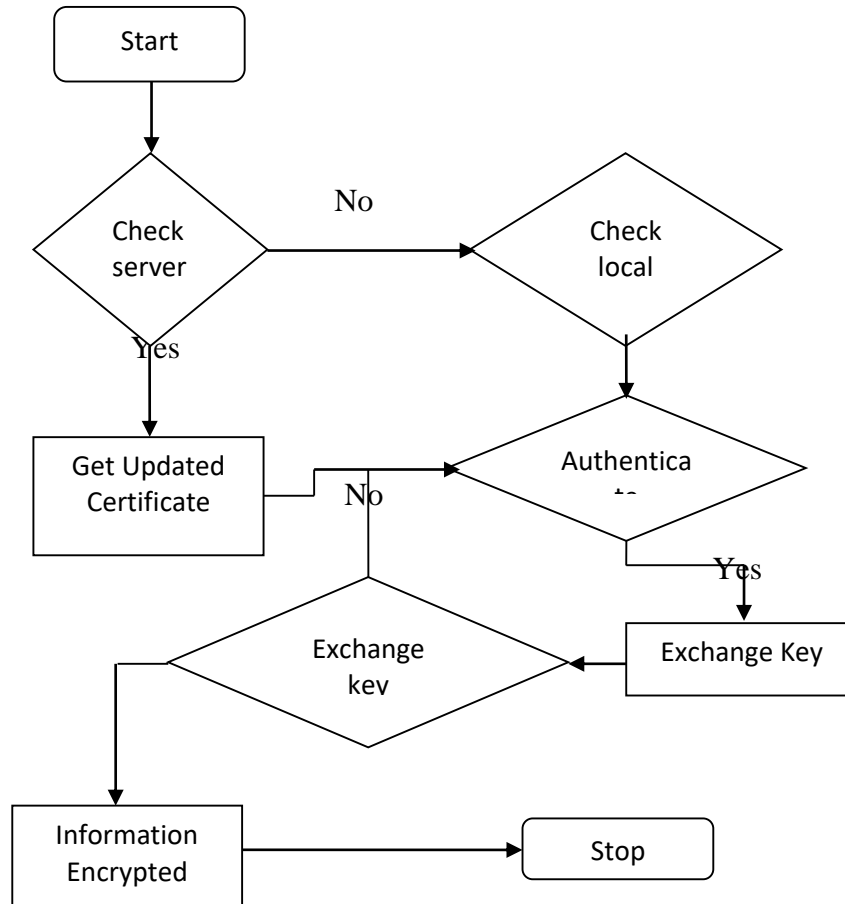 Start
No
Check
server
Check
local
Yes
Get Updated
Certificate
Authentica
No
Yes
Exchange
key
Exchange Key
Information
Encrypted
Stop